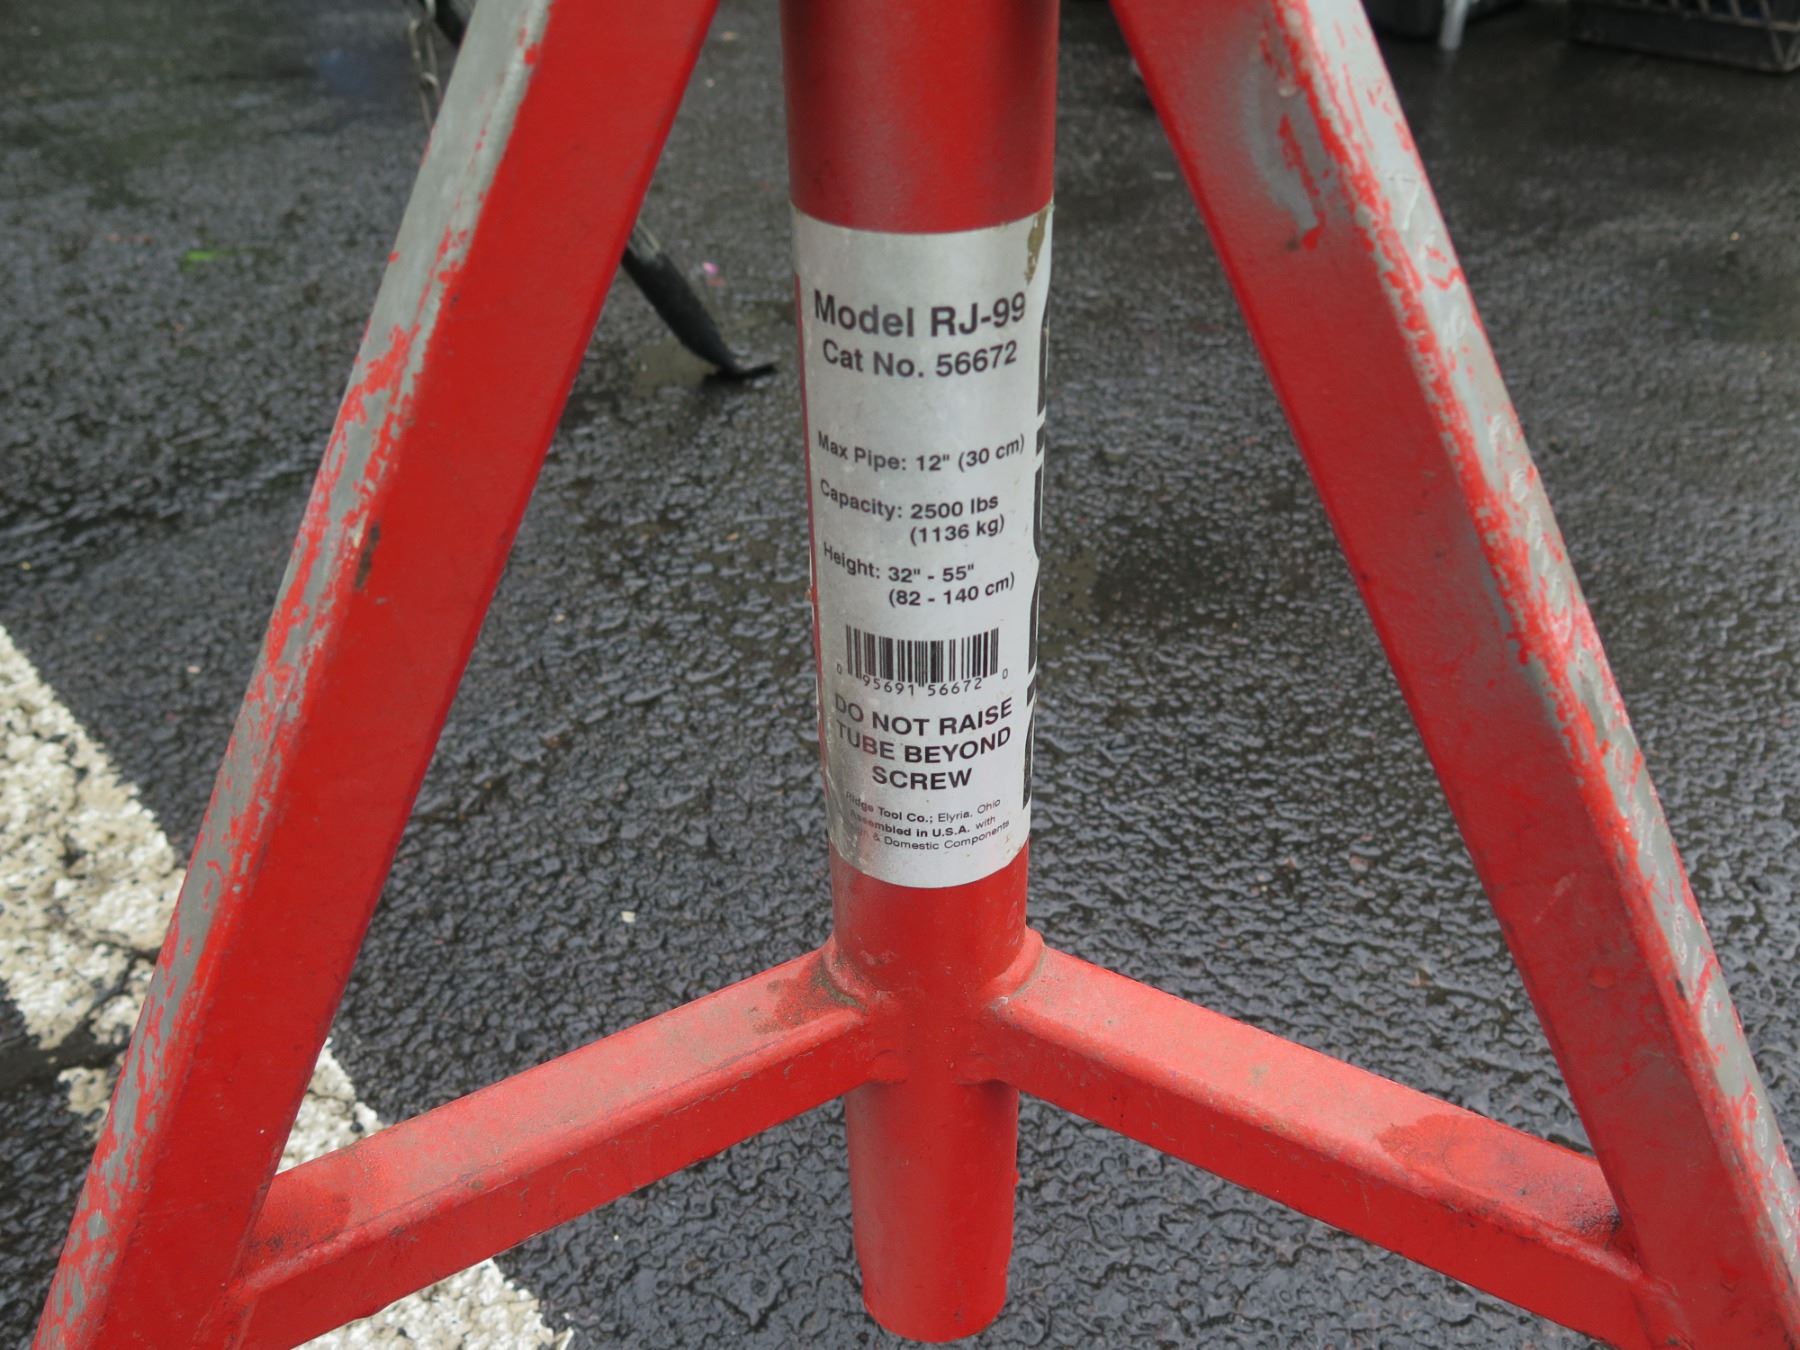 Model RJ-99
Cat No. 56672
Max Pipe: 12" (30 cm)
Capacity: 2500 lbs
(1136 kg)
Height: 32" - 55"
(82 - 140 cm)
0 95691 56672 0
DO NOT RAISE
TUBE BEYOND
SCREW
Ridge Tool Co.; Elyria, Ohio
Assembled in U.S.A. with
& Domestic Components